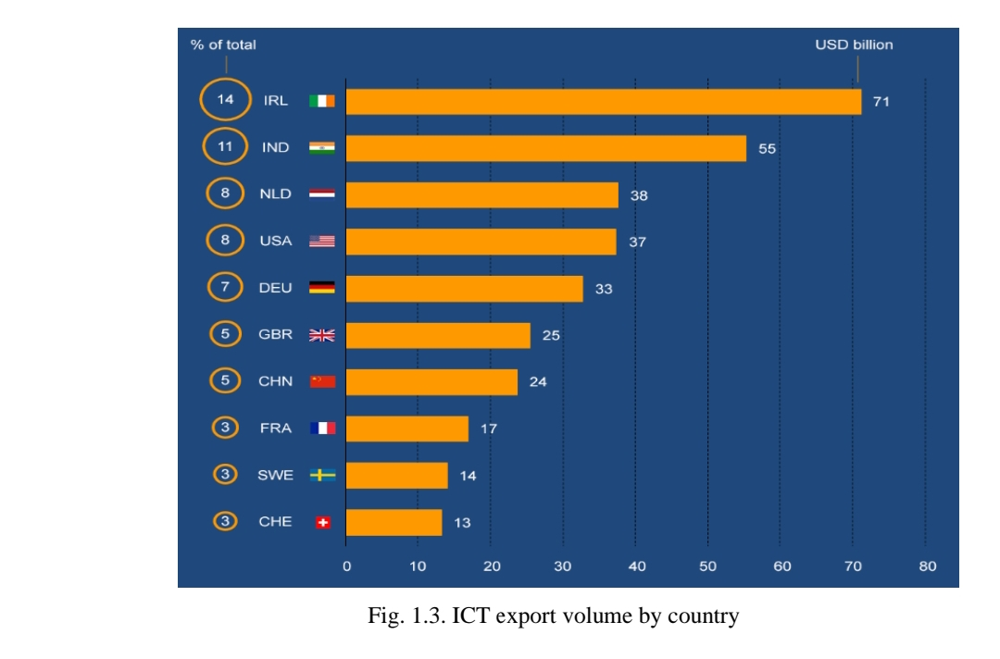 % of total USD billion
14 IRL 71
11 IND 55
8 NLD 38
8 USA 37
7 DEU 33
5 GBR 25
5 CHN 24
3 FRA 17
3 SWE 14
3 CHE 13
0 10 20 30 40 50 60 70 80
Fig. 1.3. ICT export volume by country